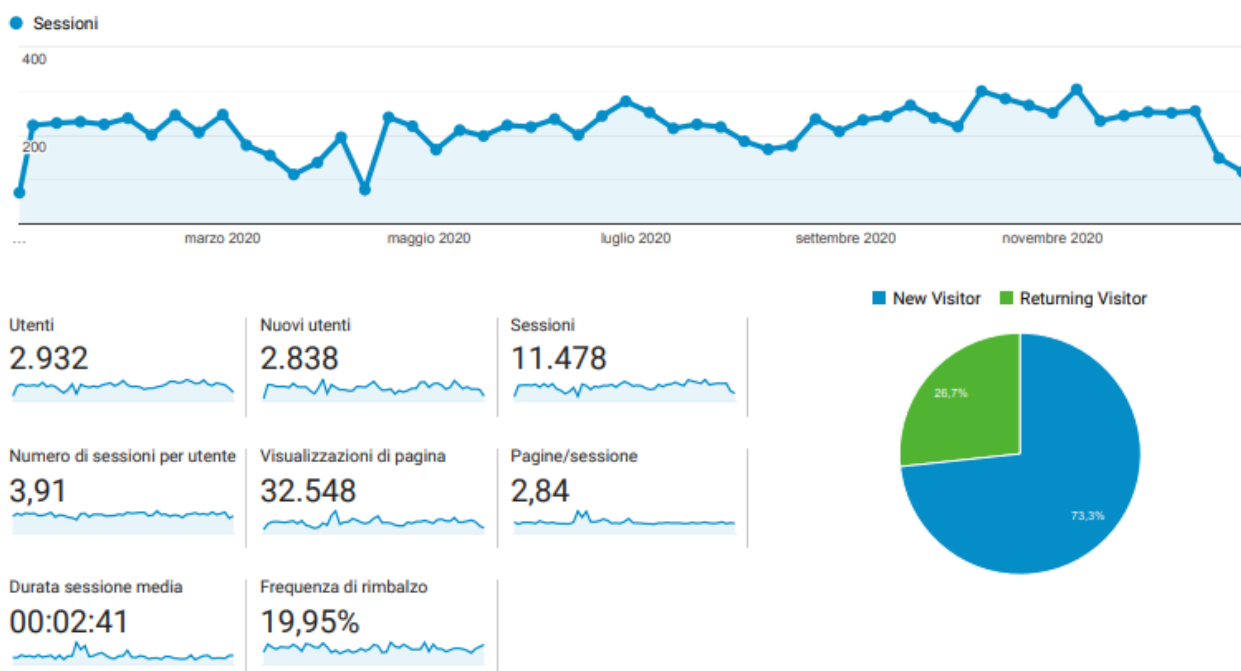 Sessioni
400
200
... marzo 2020 maggio 2020 luglio 2020 settembre 2020 novembre 2020
New Visitor Returning Visitor
Utenti Nuovi utenti Sessioni
2.932 2.838 11.478
26,7%
Numero di sessioni per utente Visualizzazioni di pagina Pagine/sessione
3,91 32.548 2,84
73,3%
Durata sessione media Frequenza di rimbalzo
00:02:41 19,95%